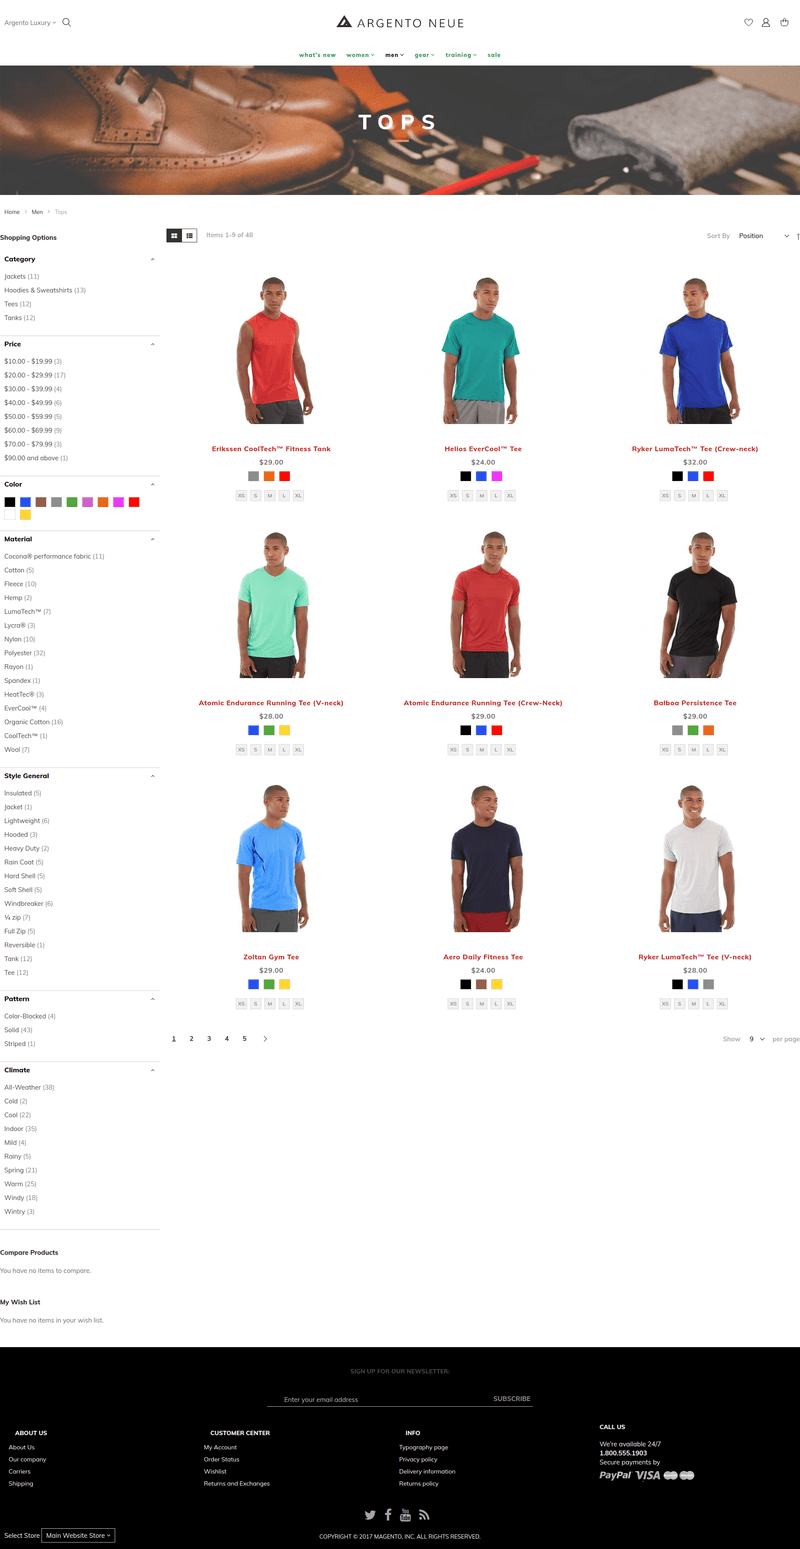 Argento Luxury
ARGENTO NEUE
what's new women men gear training sale
TOPS
Home Men Tops
Shopping Options
Items 1-9 of 48
Sort By Position
Category
Jackets (11)
Hoodies & Sweatshirts (13)
Tees (12)
Tanks (12)
Price
$10.00 - $19.99 (3)
$20.00 - $29.99 (17)
$30.00 - $39.99 (4)
$40.00 - $49.99 (6)
$50.00 - $59.99 (5)
$60.00 - $69.99 (9)
$70.00 - $79.99 (3)
$90.00 and above (1)
Color
Material
Cocona® performance fabric (11)
Cotton (5)
Fleece (10)
Hemp (2)
LumaTech™ (7)
Lycra® (3)
Nylon (10)
Polyester (32)
Rayon (1)
Spandex (1)
HeatTec® (3)
EverCool™ (4)
Organic Cotton (16)
CoolTech™ (1)
Wool (7)
Style General
Insulated (5)
Jacket (1)
Lightweight (6)
Hooded (3)
Heavy Duty (2)
Rain Coat (5)
Hard Shell (5)
Soft Shell (5)
Windbreaker (6)
¼ zip (7)
Full Zip (5)
Reversible (1)
Tank (12)
Tee (12)
Pattern
Color-Blocked (4)
Solid (43)
Striped (1)
Climate
All-Weather (38)
Cold (2)
Cool (22)
Indoor (35)
Mild (4)
Rainy (5)
Spring (21)
Warm (25)
Windy (18)
Wintry (3)
Compare Products
You have no items to compare.
My Wish List
You have no items in your wish list.
Erikssen CoolTech™ Fitness Tank
$29.00
XS S M L XL
Helios EverCool™ Tee
$24.00
XS S M L XL
Ryker LumaTech™ Tee (Crew-neck)
$32.00
XS S M L XL
Atomic Endurance Running Tee (V-neck)
$28.00
XS S M L XL
Atomic Endurance Running Tee (Crew-Neck)
$29.00
XS S M L XL
Balboa Persistence Tee
$29.00
XS S M L XL
Zoltan Gym Tee
$29.00
XS S M L XL
Aero Daily Fitness Tee
$24.00
XS S M L XL
Ryker LumaTech™ Tee (V-neck)
$28.00
XS S M L XL
1 2 3 4 5
Show 9 per page
SIGN UP FOR OUR NEWSLETTER:
Enter your email address SUBSCRIBE
ABOUT US
About Us
Our company
Carriers
Shipping
CUSTOMER CENTER
My Account
Order Status
Wishlist
Returns and Exchanges
INFO
Typography page
Privacy policy
Delivery information
Returns policy
CALL US
We're available 24/7
1.800.555.1903
Secure payments by
PayPal VISA
Select Store Main Website Store
COPYRIGHT © 2017 MAGENTO, INC. ALL RIGHTS RESERVED.